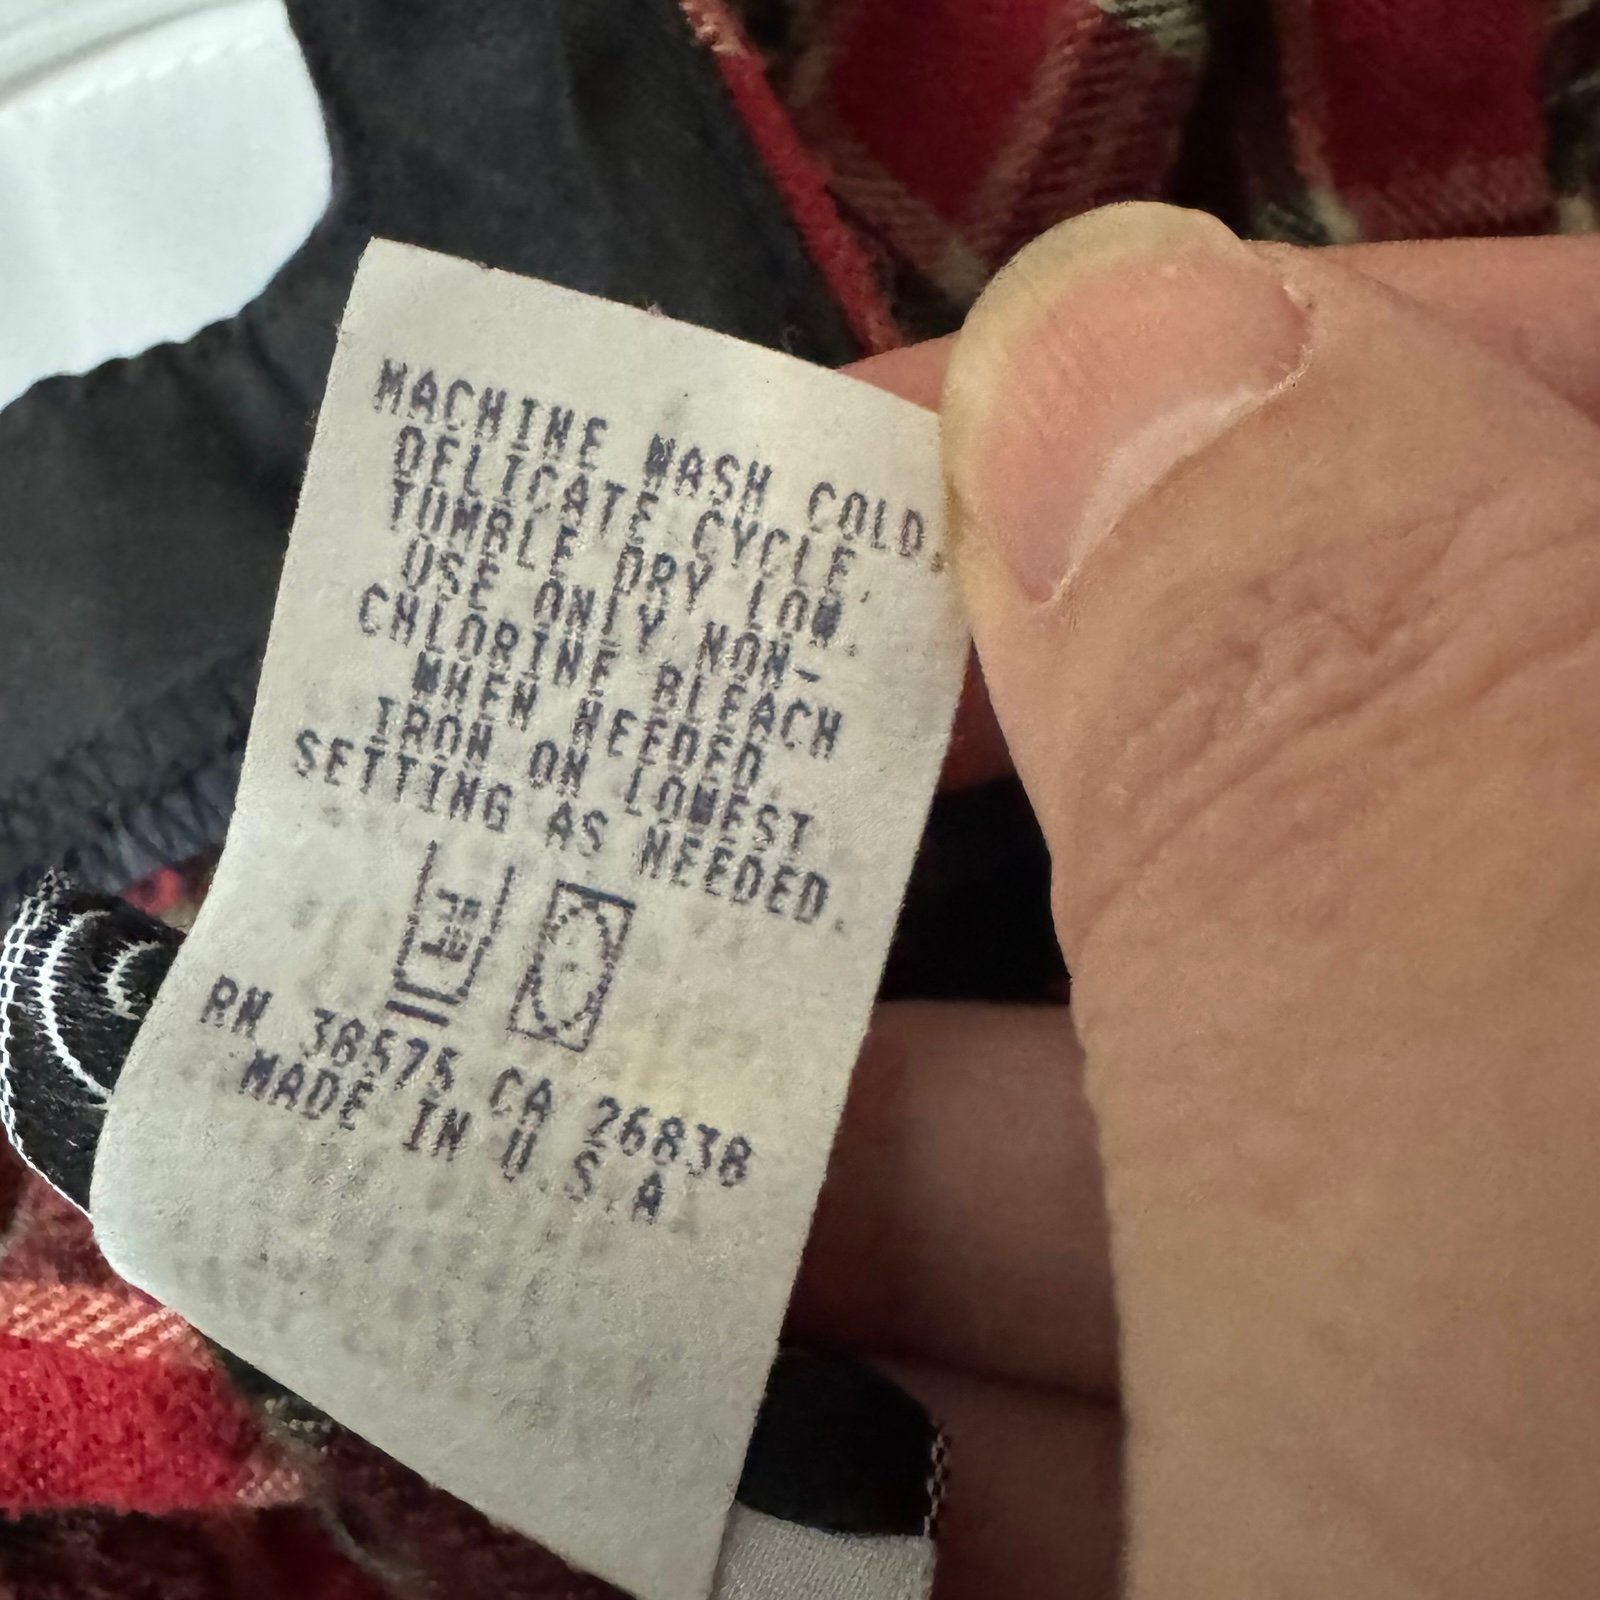 MACHINE WASH COLD.
DELICATE CYCLE.
TUMBLE DRY LOW.
USE ONLY NON-
CHLORINE BLEACH
WHEN NEEDED.
IRON ON LOWEST
SETTING AS NEEDED.
RN 38575 CA 26838
MADE IN U.S.A